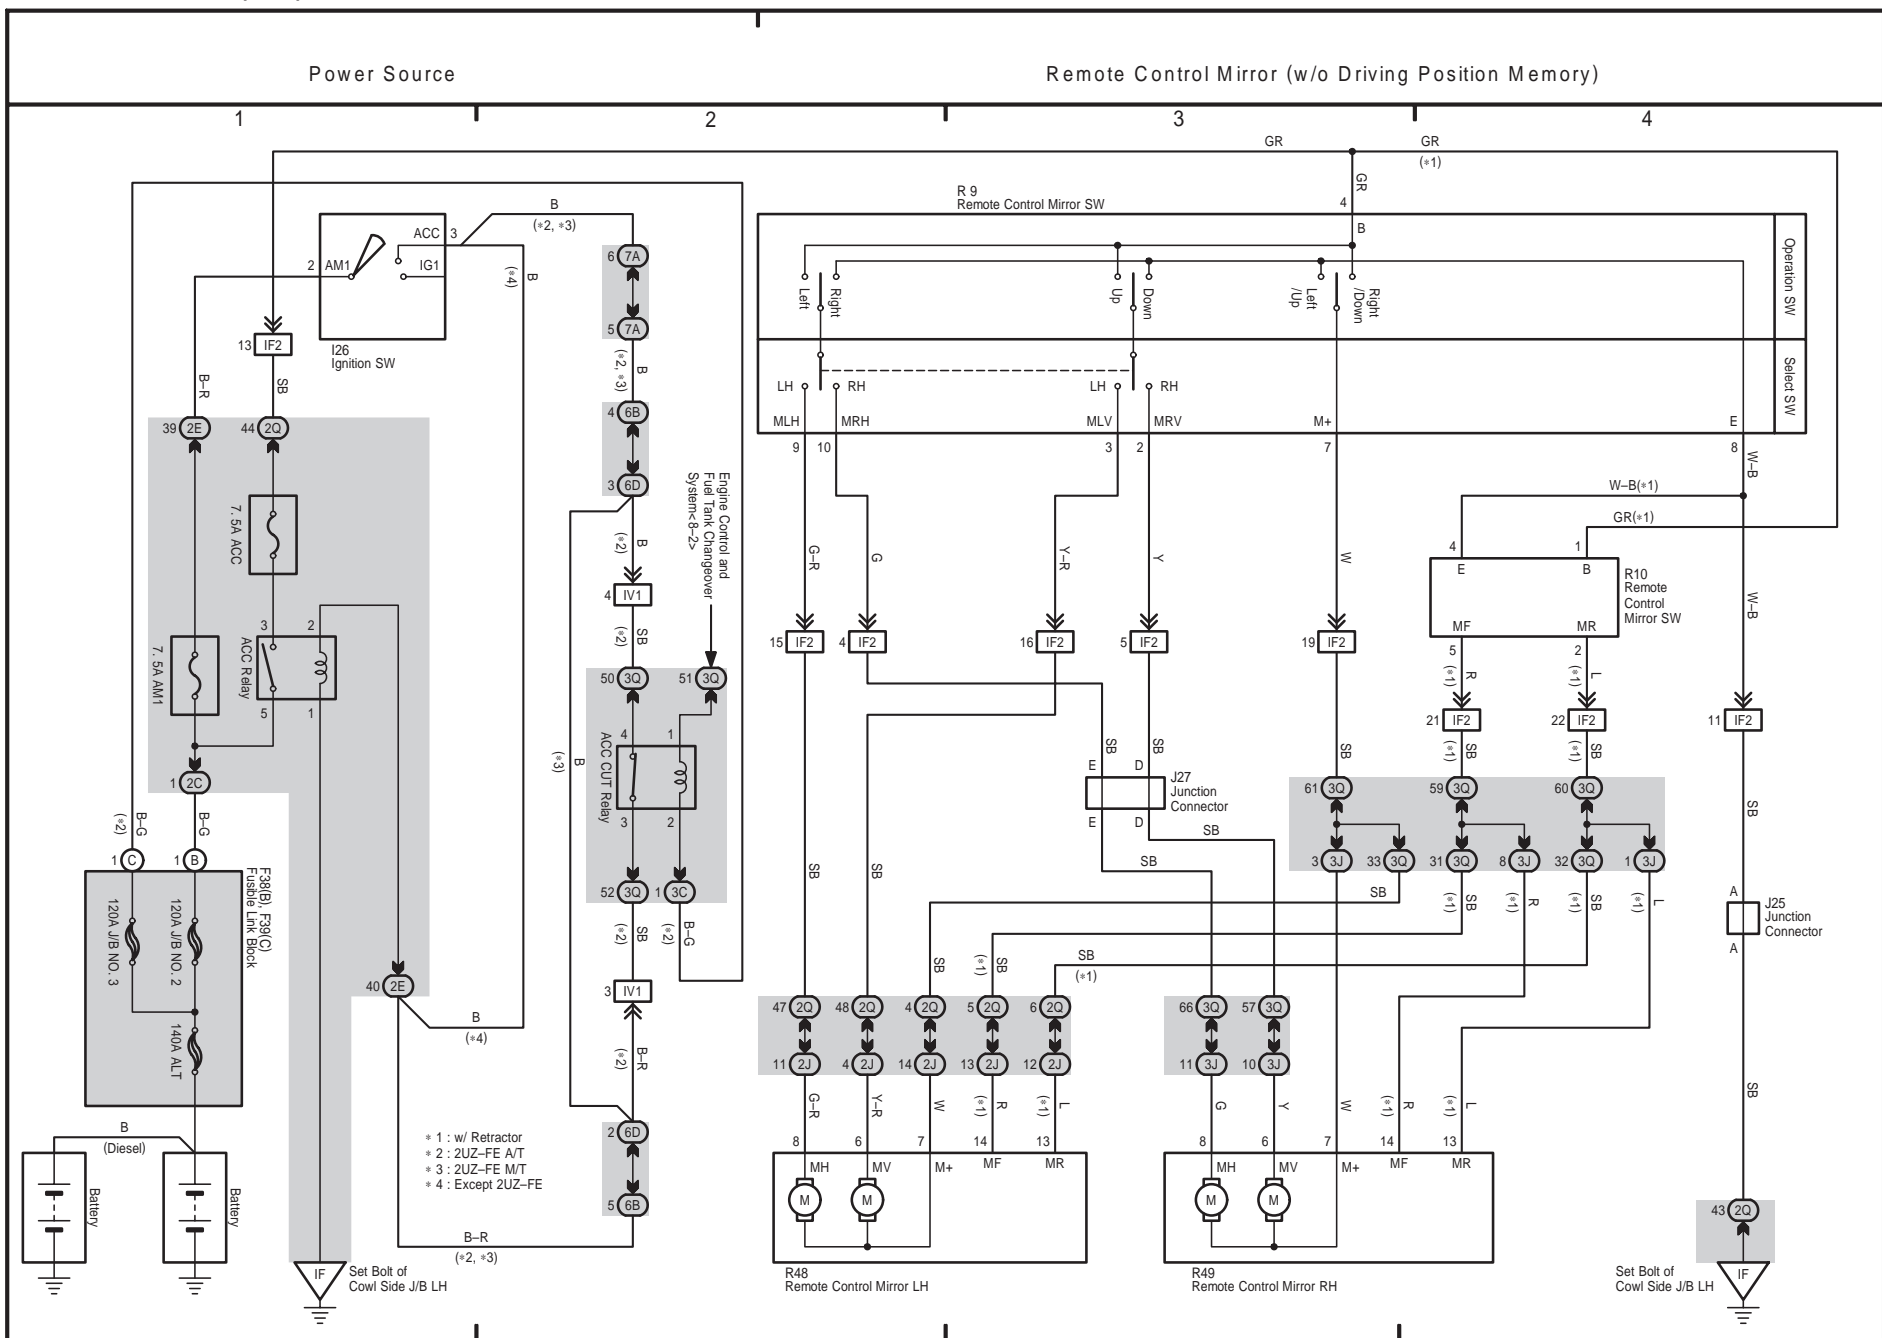 Power Source
Remote Control Mirror (w/o Driving Position Memory)
1
2
3
4
GR
GR
(*1)
GR
4
R 9
Remote Control Mirror SW
B
Operation SW
Left
Right
Up
Down
Left
/Up
Right
/Down
Select SW
LH
RH
LH
RH
MLH
MRH
MLV
MRV
M+
E
9
10
3
2
7
8
B
(*2, *3)
ACC
3
2
AM1
IG1
I26
Ignition SW
B
(*4)
6
7A
5
7A
B
(*2, *3)
4
6B
3
6D
13
IF2
B–R
SB
39
2E
44
2Q
7. 5A ACC
7. 5A AM1
3
2
ACC Relay
5
1
1
2C
B–G
(*2)
B–G
1
C
1
B
F38(B), F39(C)
Fusible Link Block
120A J/B NO. 3
120A J/B NO. 2
140A ALT
40
2E
B
(*4)
B
(Diesel)
Battery
Battery
IF
Set Bolt of
Cowl Side J/B LH
Engine Control and
Fuel Tank Changeover
System<8–2>
B
(*2)
4
IV1
SB
(*2)
50
3Q
51
3Q
4
1
ACC CUT Relay
3
2
B
(*3)
52
3Q
1
3C
SB
(*2)
B–G
(*2)
3
IV1
B–R
(*2)
2
6D
5
6B
B–R
(*2, *3)
* 1 : w/ Retractor
* 2 : 2UZ–FE A/T
* 3 : 2UZ–FE M/T
* 4 : Except 2UZ–FE
G–R
G
Y–R
Y
W
W–B
W–B(*1)
GR(*1)
4
1
E
B
R10
Remote
Control
Mirror SW
MF
MR
5
2
R
(*1)
L
(*1)
W–B
15
IF2
4
IF2
16
IF2
5
IF2
19
IF2
21
IF2
22
IF2
11
IF2
SB
SB
SB
SB
(*1)
SB
(*1)
E
D
J27
Junction
Connector
E
D
SB
SB
SB
SB
61
3Q
59
3Q
60
3Q
3
3J
33
3Q
31
3Q
8
3J
32
3Q
1
3J
SB
SB
(*1)
R
(*1)
SB
(*1)
L
(*1)
SB
A
J25
Junction
Connector
A
SB
SB
SB
(*1)
SB
(*1)
47
2Q
48
2Q
4
2Q
5
2Q
6
2Q
66
3Q
57
3Q
11
2J
4
2J
14
2J
13
2J
12
2J
11
3J
10
3J
G–R
Y–R
W
R
(*1)
L
(*1)
G
Y
W
R
(*1)
L
(*1)
8
6
7
14
13
8
6
7
14
13
MH
MV
M+
MF
MR
MH
MV
M+
MF
MR
M
M
M
M
R48
Remote Control Mirror LH
R49
Remote Control Mirror RH
43
2Q
Set Bolt of
Cowl Side J/B LH
IF